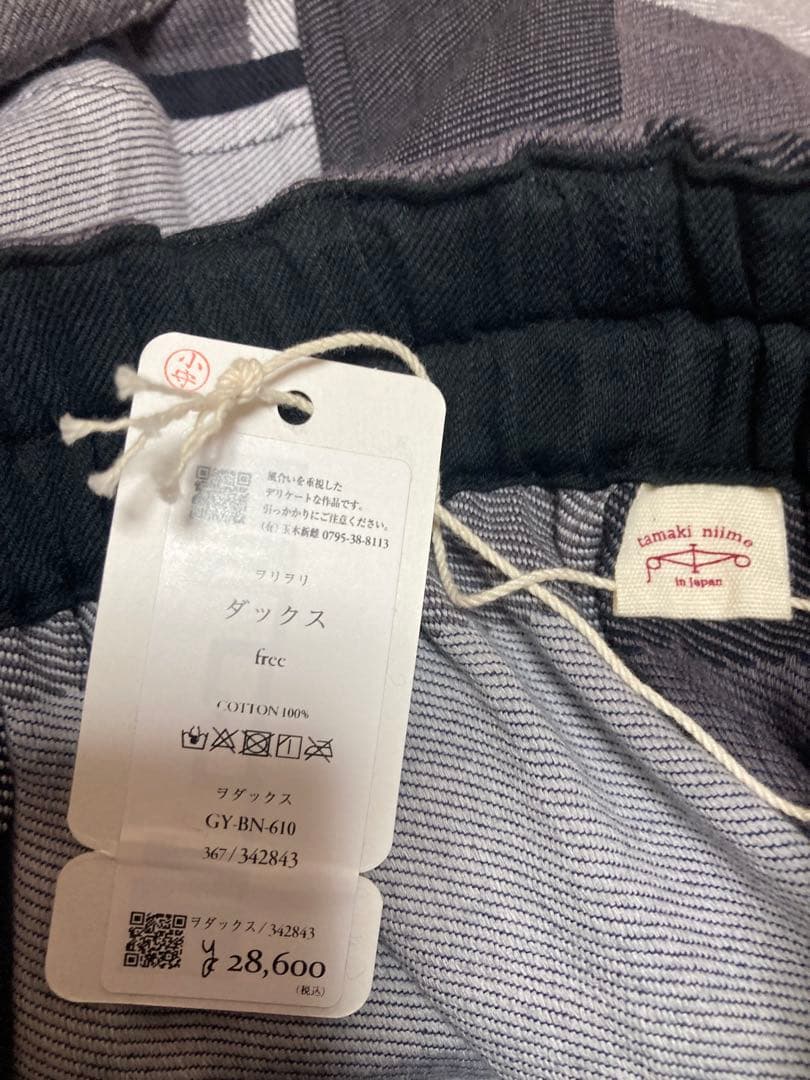 風合いを重視した
デリケートな作品です。
引っかかりにご注意ください。
(有) 玉木新雌 0795-38-8113
ヲリヲリ
ダックス
free
COTTON 100%
ヲダックス
GY-BN-610
367/342843
ヲダックス/342843
¥ 28,600
(税込)
tamaki niime
in japan